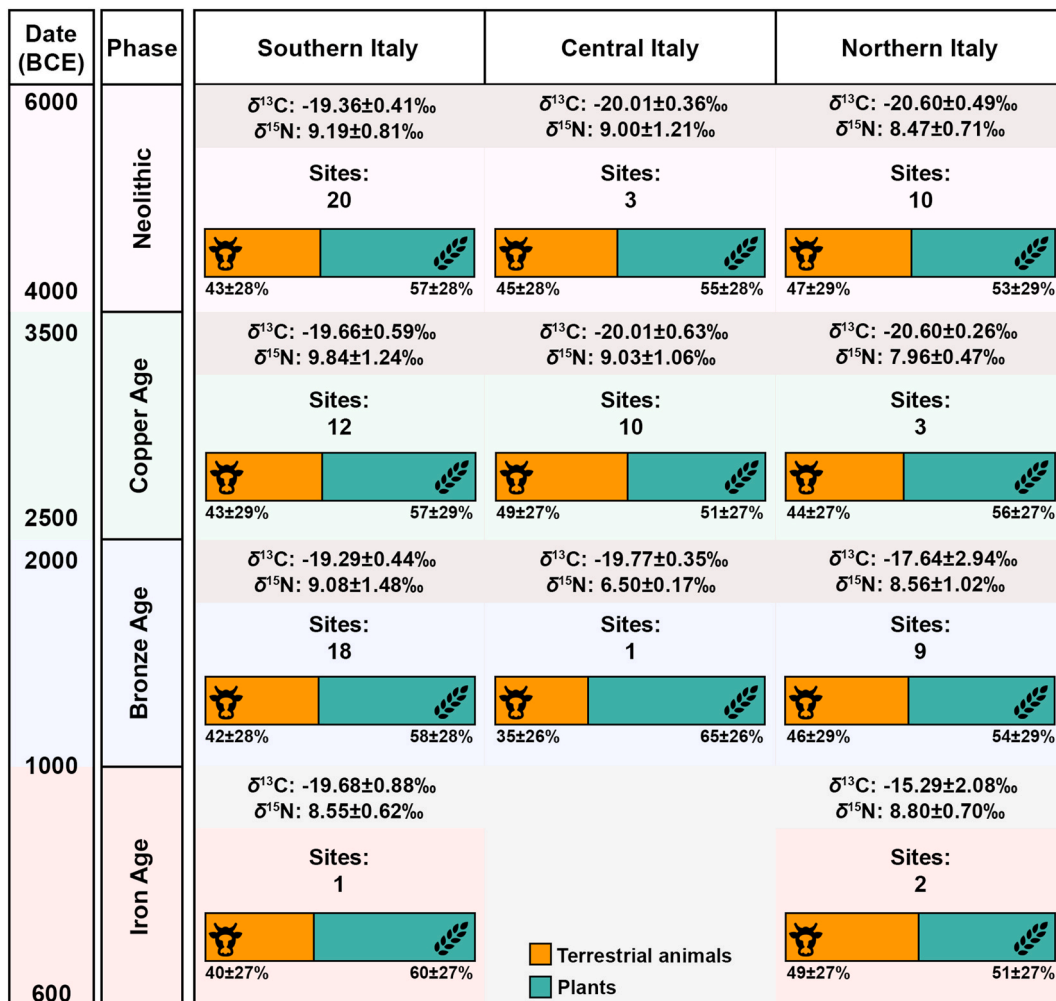 Date
(BCE)
Phase
Southern Italy
Central Italy
Northern Italy
6000
4000
Neolithic
δ¹³C: -19.36±0.41‰
δ¹⁵N: 9.19±0.81‰
Sites:
20
43±28%
57±28%
δ¹³C: -20.01±0.36‰
δ¹⁵N: 9.00±1.21‰
Sites:
3
45±28%
55±28%
δ¹³C: -20.60±0.49‰
δ¹⁵N: 8.47±0.71‰
Sites:
10
47±29%
53±29%
3500
2500
Copper Age
δ¹³C: -19.66±0.59‰
δ¹⁵N: 9.84±1.24‰
Sites:
12
43±29%
57±29%
δ¹³C: -20.01±0.63‰
δ¹⁵N: 9.03±1.06‰
Sites:
10
49±27%
51±27%
δ¹³C: -20.60±0.26‰
δ¹⁵N: 7.96±0.47‰
Sites:
3
44±27%
56±27%
2000
1000
Bronze Age
δ¹³C: -19.29±0.44‰
δ¹⁵N: 9.08±1.48‰
Sites:
18
42±28%
58±28%
δ¹³C: -19.77±0.35‰
δ¹⁵N: 6.50±0.17‰
Sites:
1
35±26%
65±26%
δ¹³C: -17.64±2.94‰
δ¹⁵N: 8.56±1.02‰
Sites:
9
46±29%
54±29%
600
Iron Age
δ¹³C: -19.68±0.88‰
δ¹⁵N: 8.55±0.62‰
Sites:
1
40±27%
60±27%
Terrestrial animals
Plants
δ¹³C: -15.29±2.08‰
δ¹⁵N: 8.80±0.70‰
Sites:
2
49±27%
51±27%